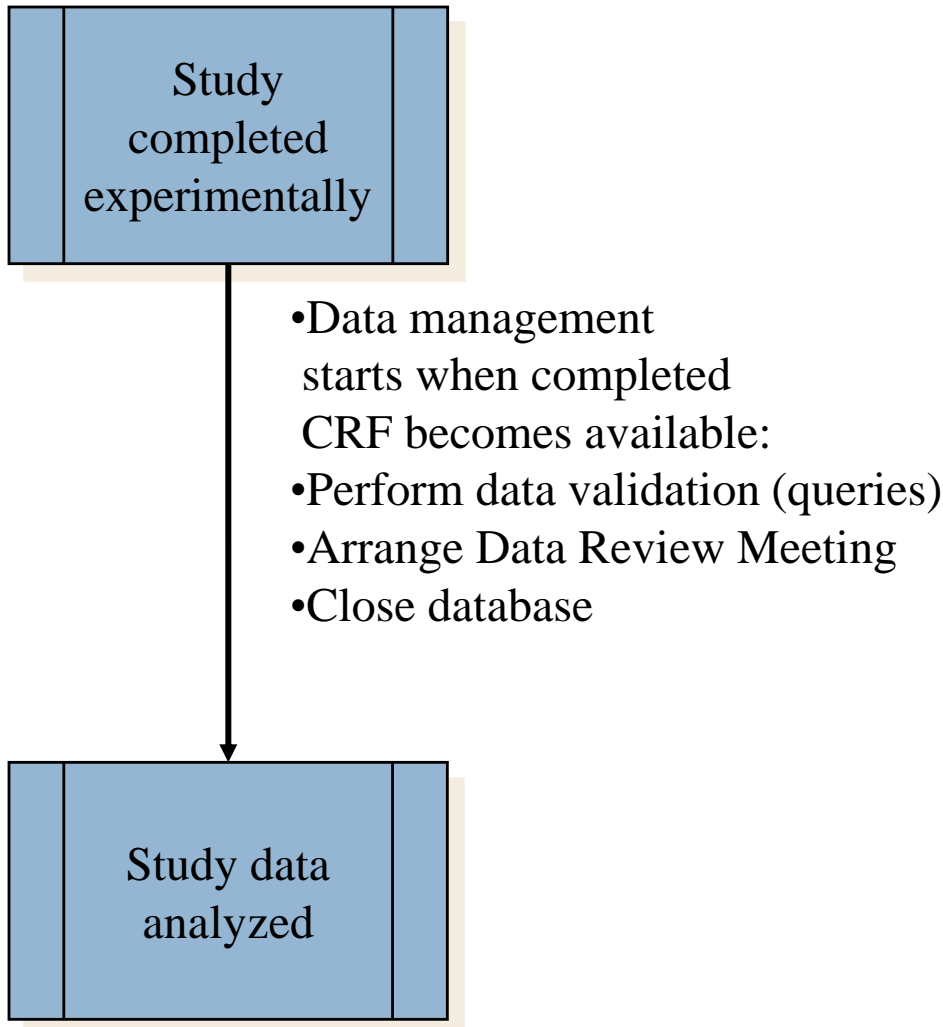 Study
completed
experimentally
•Data management
starts when completed
CRF becomes available:
•Perform data validation (queries)
•Arrange Data Review Meeting
•Close database
Study data
analyzed